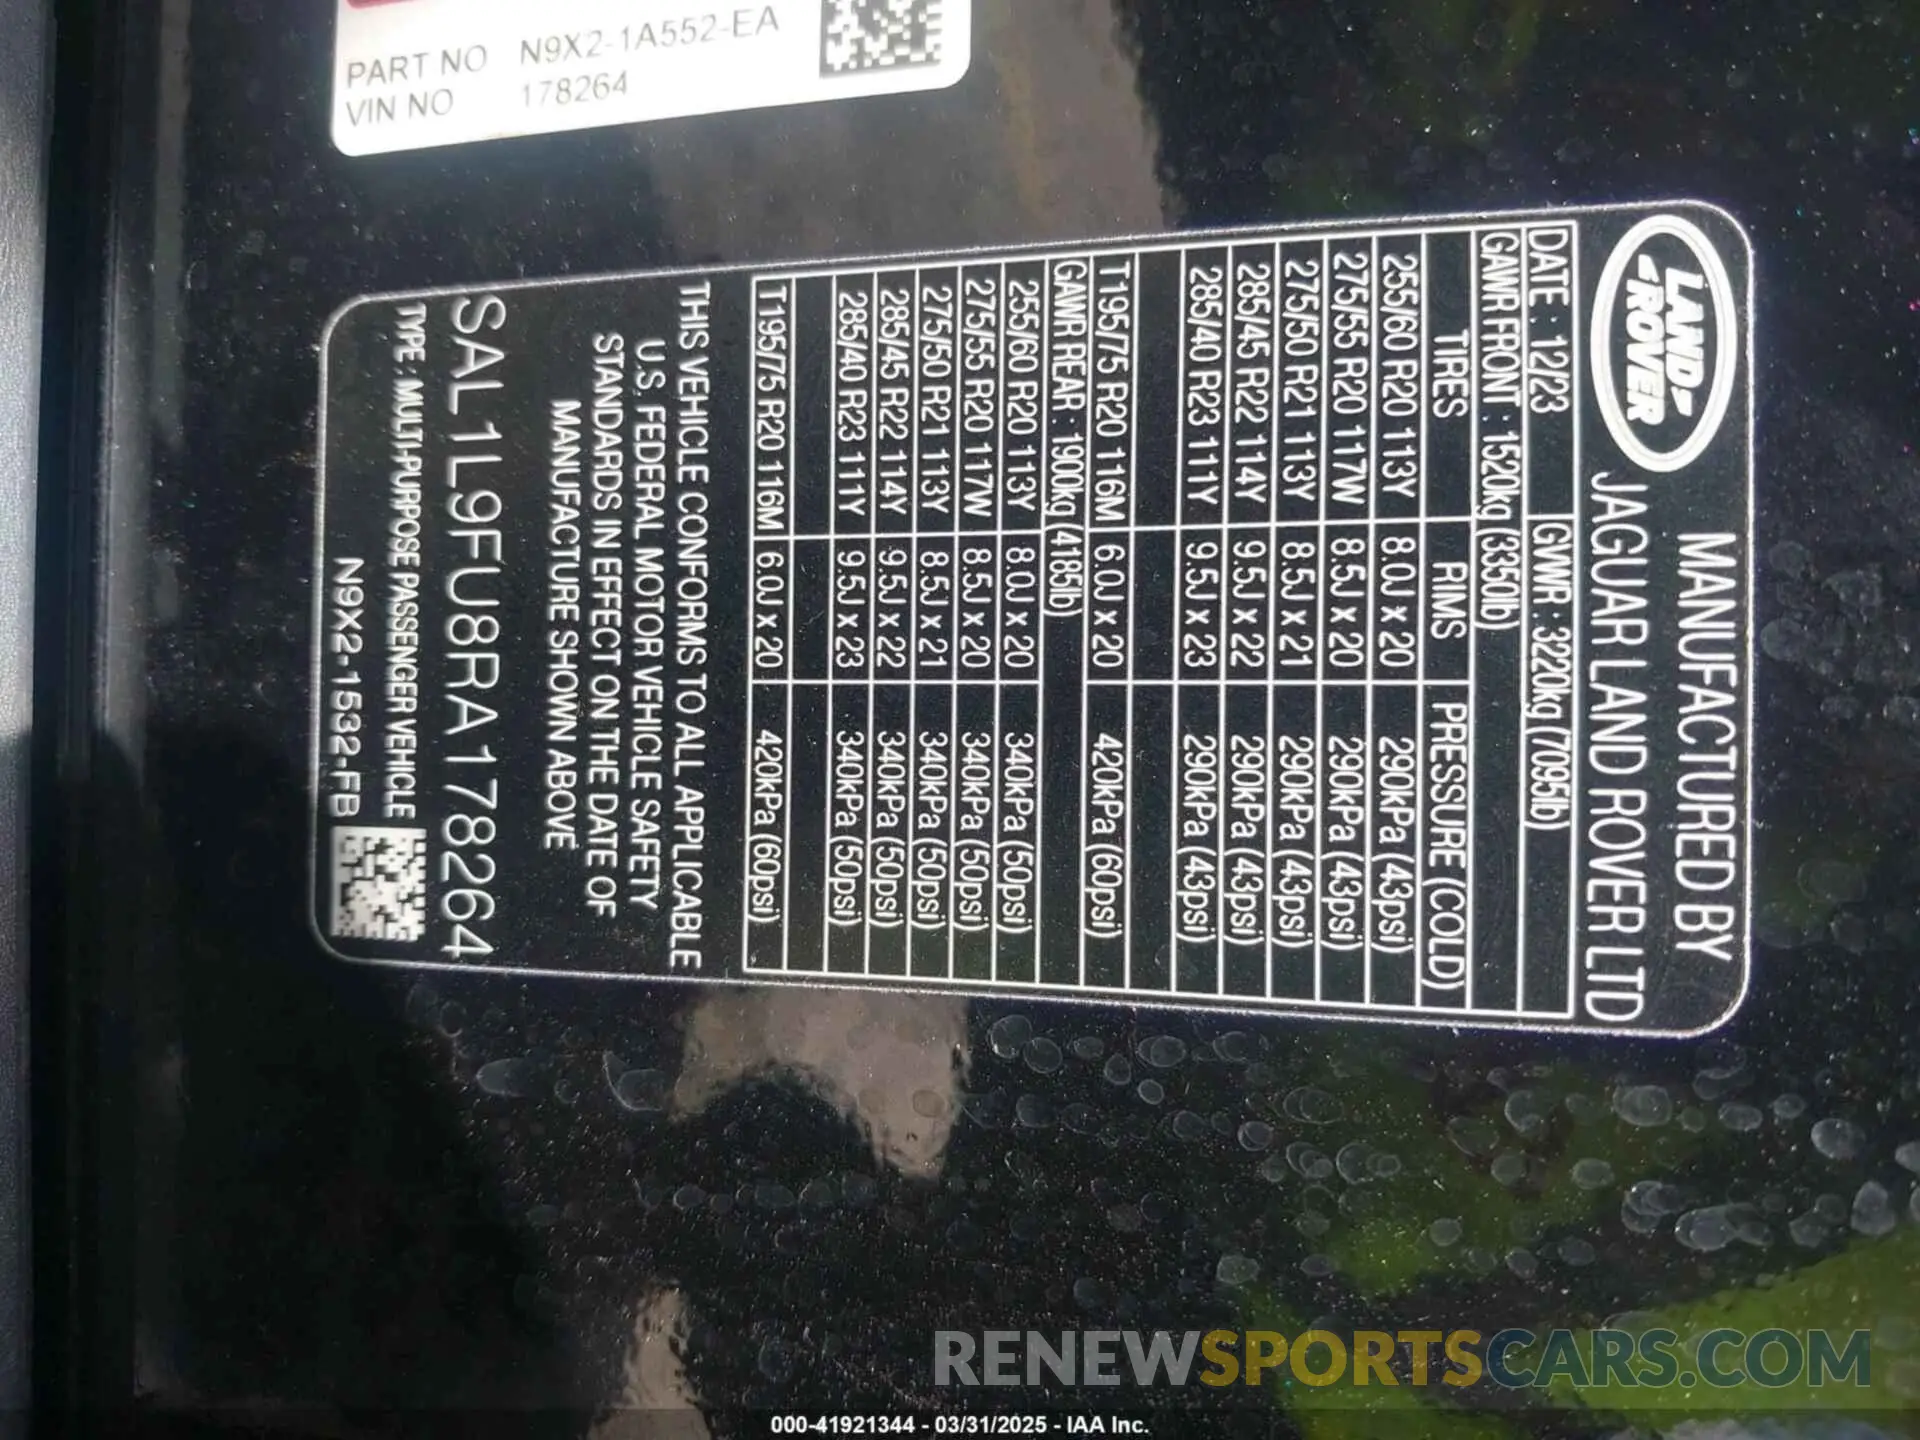 PART NO N9X2-1A552-EA
VIN NO 178264
LAND ROVER
MANUFACTURED BY
JAGUAR LAND ROVER LTD
DATE : 12/23 GVWR : 3220kg (7095lb)
GAWR FRONT : 1520kg (3350lb)
TIRES RIMS PRESSURE (COLD)
255/60 R20 113Y 8.0J x 20 290kPa (43psi)
275/55 R20 117W 8.5J x 20 290kPa (43psi)
275/50 R21 113Y 8.5J x 21 290kPa (43psi)
285/45 R22 114Y 9.5J x 22 290kPa (43psi)
285/40 R23 111Y 9.5J x 23 290kPa (43psi)
T195/75 R20 116M 6.0J x 20 420kPa (60psi)
GAWR REAR : 1900kg (4185lb)
255/60 R20 113Y 8.0J x 20 340kPa (50psi)
275/55 R20 117W 8.5J x 20 340kPa (50psi)
275/50 R21 113Y 8.5J x 21 340kPa (50psi)
285/45 R22 114Y 9.5J x 22 340kPa (50psi)
285/40 R23 111Y 9.5J x 23 340kPa (50psi)
T195/75 R20 116M 6.0J x 20 420kPa (60psi)
THIS VEHICLE CONFORMS TO ALL APPLICABLE
U.S. FEDERAL MOTOR VEHICLE SAFETY
STANDARDS IN EFFECT ON THE DATE OF
MANUFACTURE SHOWN ABOVE
SAL1L9FU8RA178264
TYPE : MULTI-PURPOSE PASSENGER VEHICLE
N9X2-1532-FB
RENEWSPORTSCARS.COM
000-41921344 - 03/31/2025 - IAA Inc.